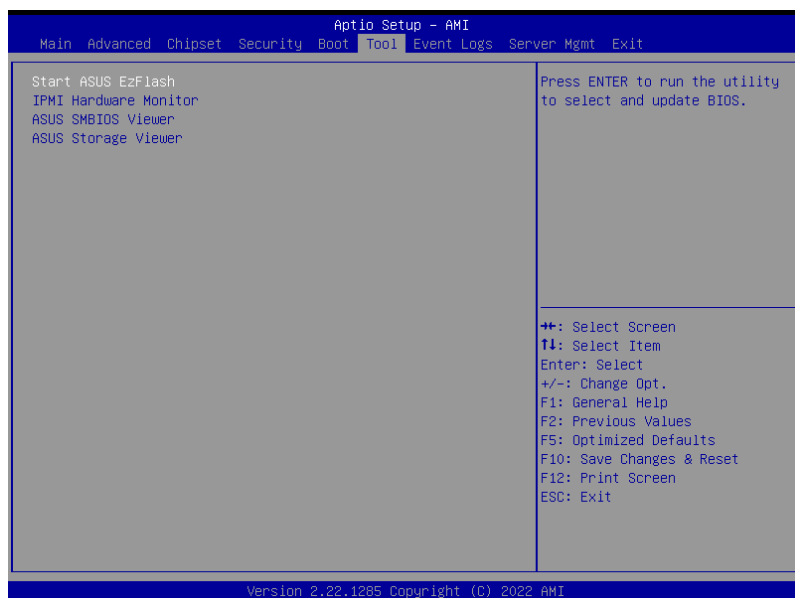 Aptio Setup – AMI
Main Advanced Chipset Security Boot Tool Event Logs Server Mgmt Exit
Start ASUS EzFlash
IPMI Hardware Monitor
ASUS SMBIOS Viewer
ASUS Storage Viewer
Press ENTER to run the utility
to select and update BIOS.
→←: Select Screen
↑↓: Select Item
Enter: Select
+/-: Change Opt.
F1: General Help
F2: Previous Values
F5: Optimized Defaults
F10: Save Changes & Reset
F12: Print Screen
ESC: Exit
Version 2.22.1285 Copyright (C) 2022 AMI